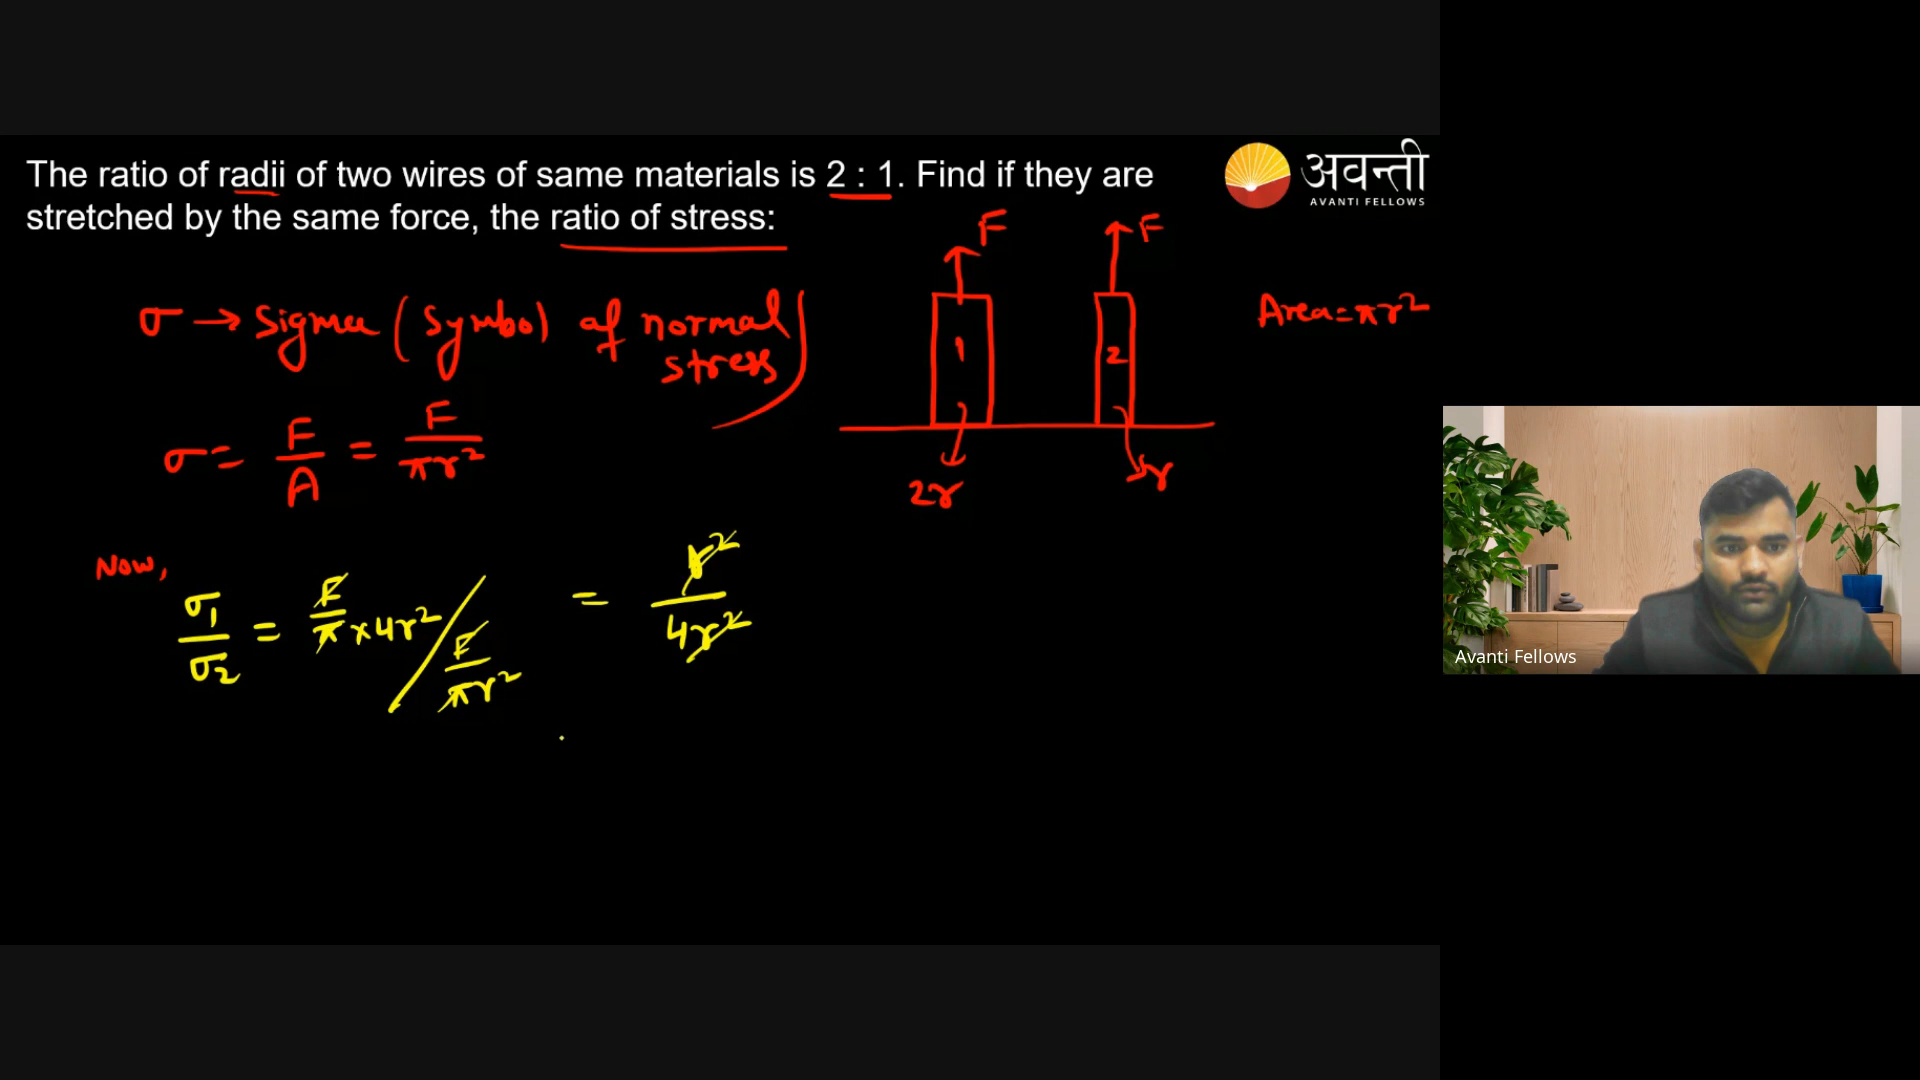 The ratio of radii of two wires of same materials is 2 : 1. Find if they are
stretched by the same force, the ratio of stress:
अवन्ती
AVANTI FELLOWS
F
F
σ → Sigma (Symbol of normal
stress)
1
2
Area = πr²
σ = F/A = F/πr²
2r
r
Now,
σ₁/σ₂ = F/π×4r² / F/πr² = r²/4r²
Avanti Fellows